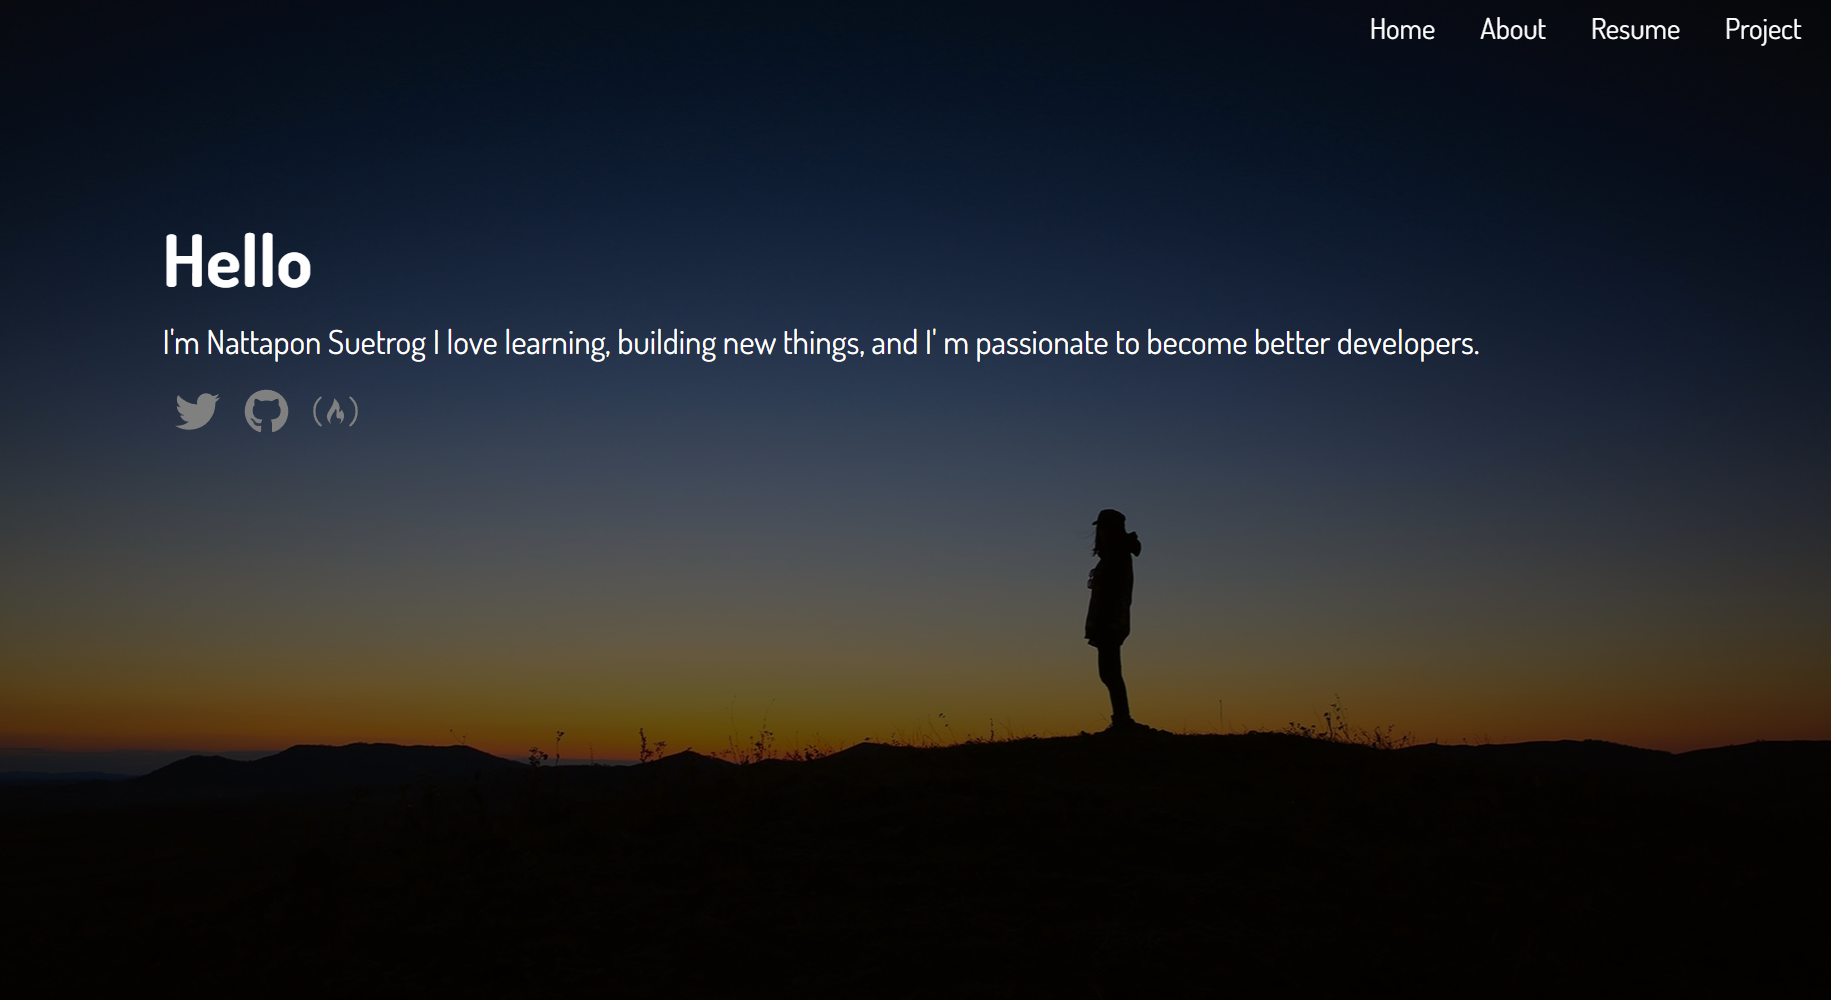 Home About Resume Project
Hello
I'm Nattapon Suetrog I love learning, building new things, and I' m passionate to become better developers.